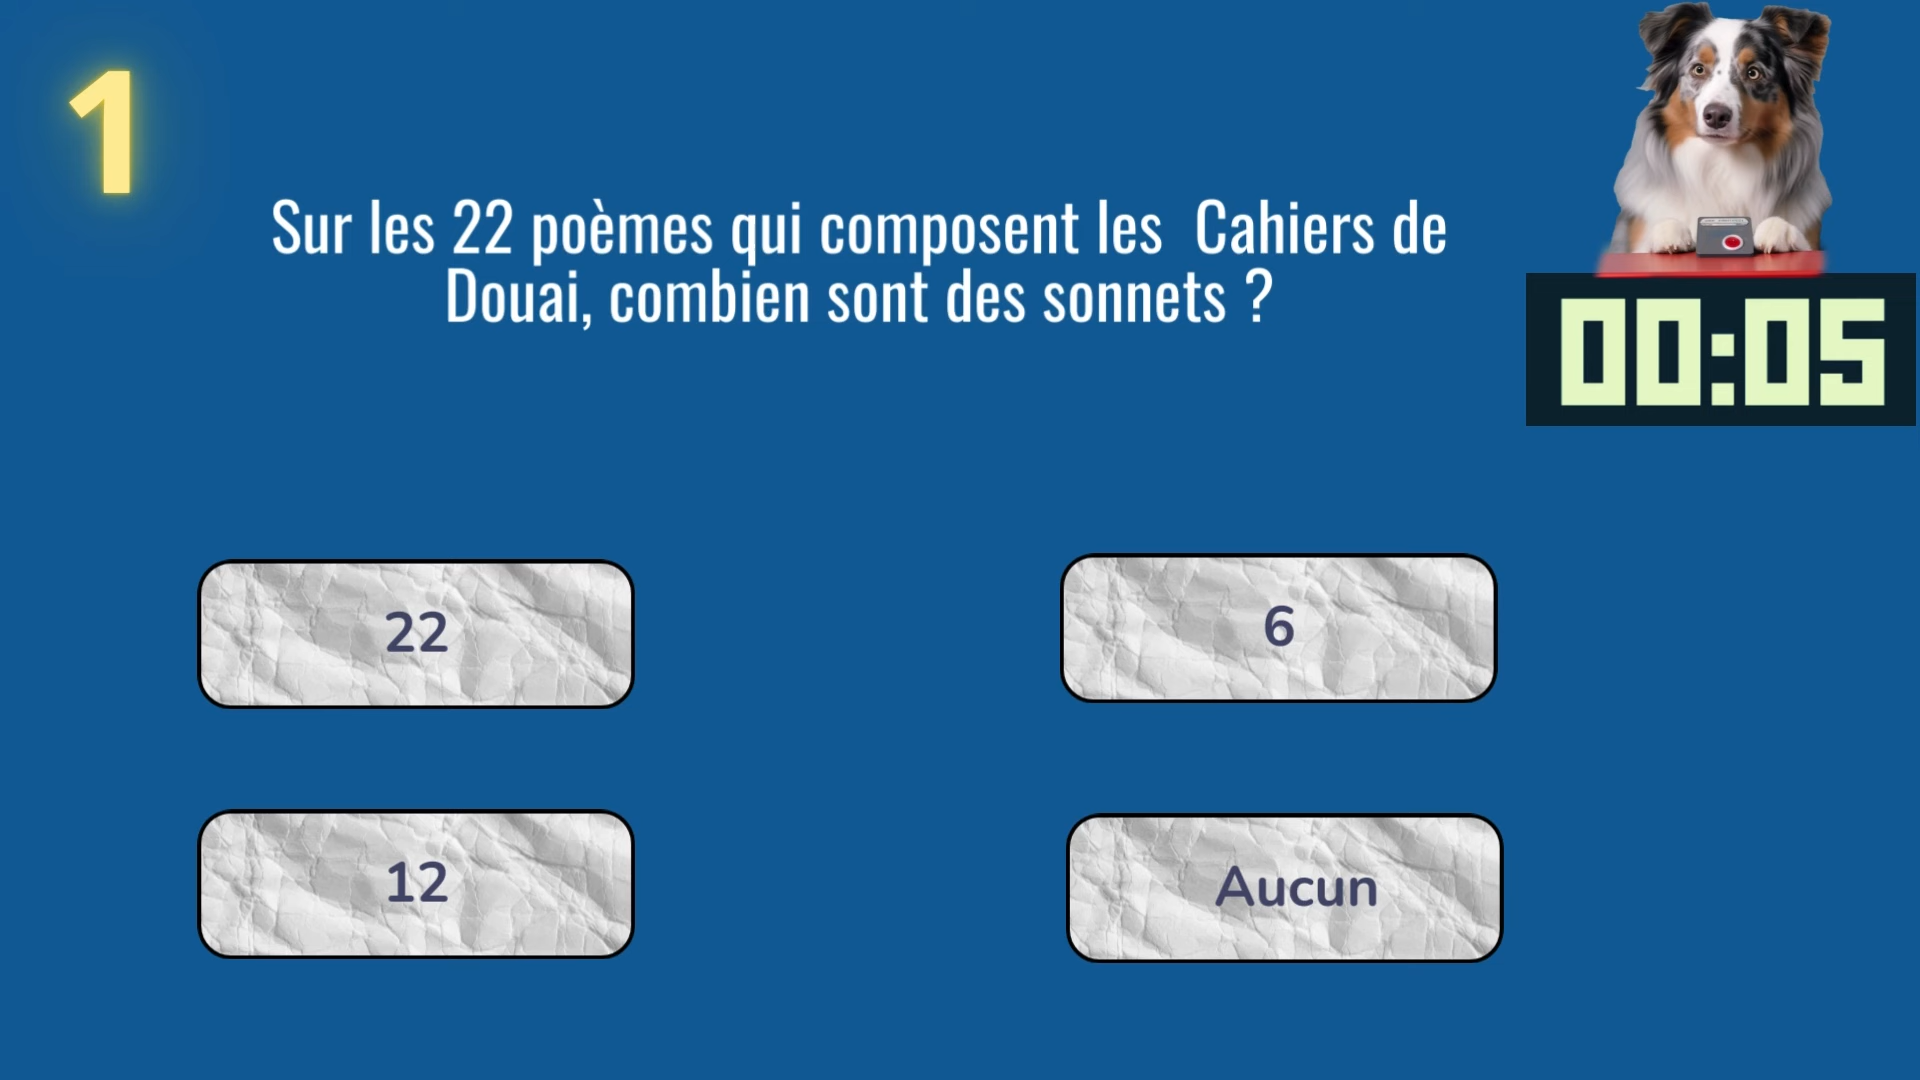 1
Sur les 22 poèmes qui composent les Cahiers de
Douai, combien sont des sonnets ?
00:05
22
6
12
Aucun